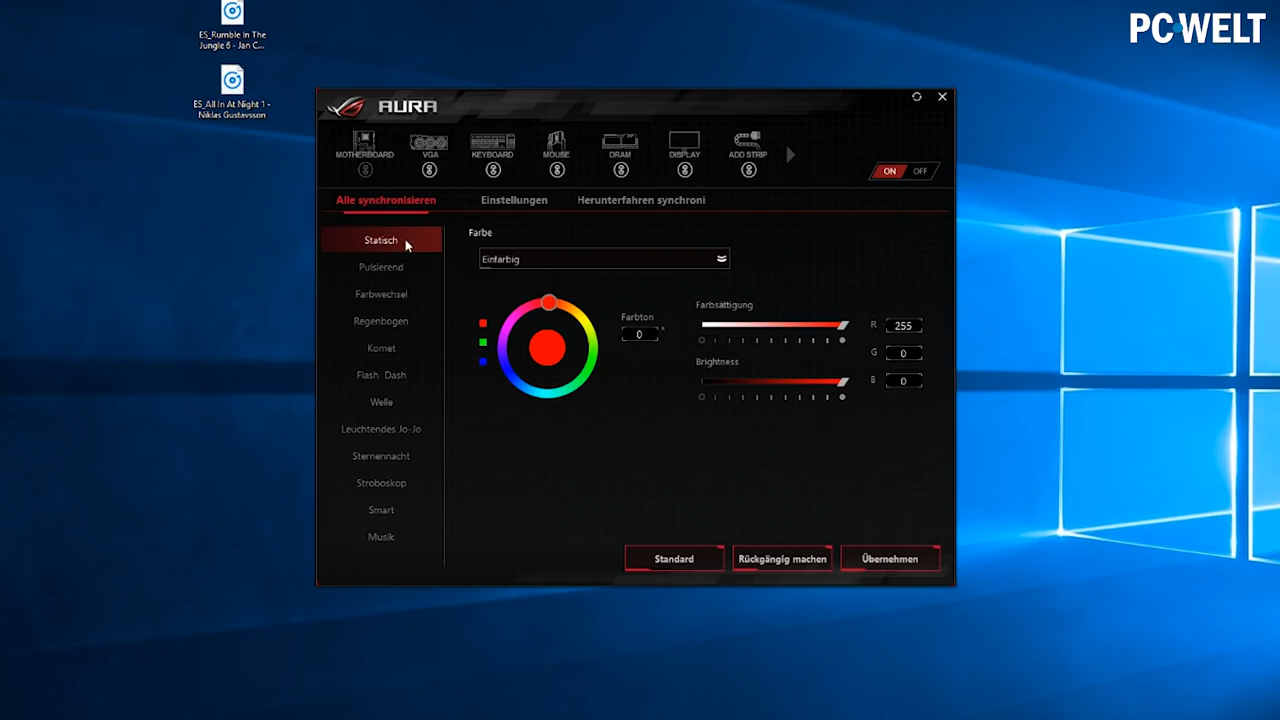 ES_Rumble In The
Jungle 6 - Jan C...
ES_All In At Night 1 -
Niklas Gustavsson
PC WELT
AURA
MOTHERBOARD
VGA
KEYBOARD
MOUSE
DRAM
DISPLAY
ADD STRIP
ON OFF
Alle synchronisieren
Einstellungen
Herunterfahren synchroni
Statisch
Pulsierend
Farbwechsel
Regenbogen
Komet
Flash Dash
Welle
Leuchtendes Jo-Jo
Sternennacht
Stroboskop
Smart
Musik
Farbe
Einfarbig
Farbton
0 °
Farbsättigung
Brightness
R 255
G 0
B 0
Standard
Rückgängig machen
Übernehmen